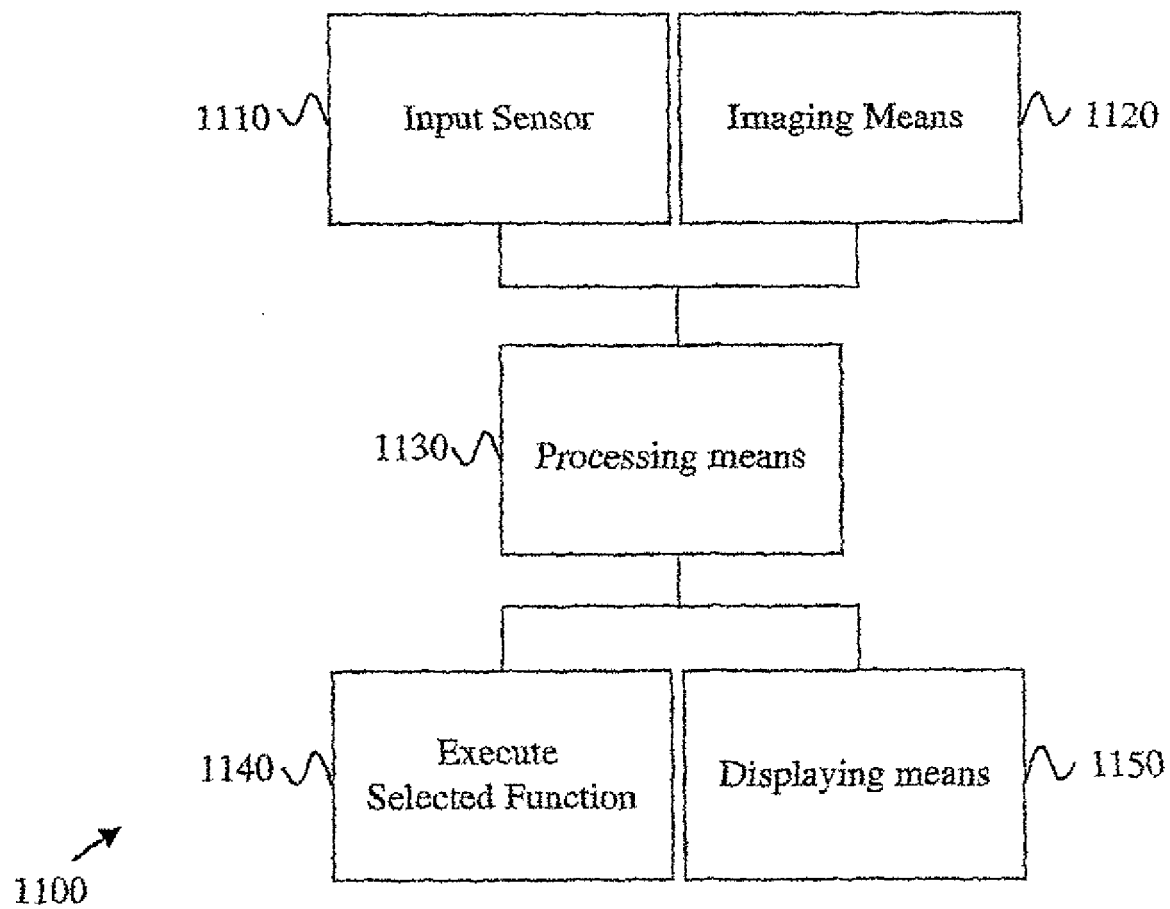 1110
Input Sensor
Imaging Means
1120
1130
Processing means
1140
Execute
Selected Function
Displaying means
1150
1100